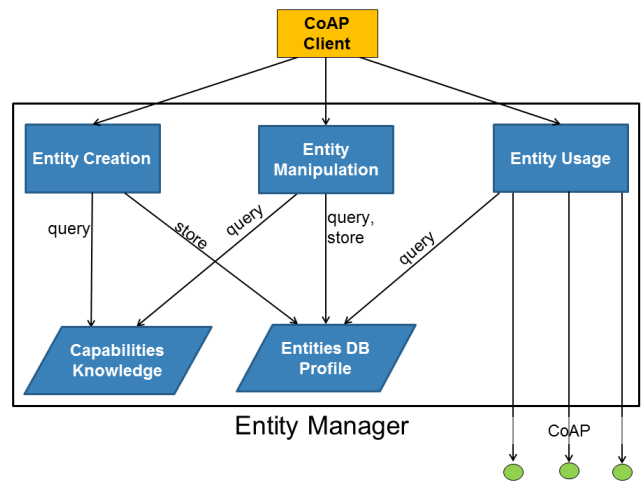 CoAP
Client
Entity Creation
Entity
Manipulation
Entity Usage
query
store
query
query,
store
query
Capabilities
Knowledge
Entities DB
Profile
Entity Manager
CoAP